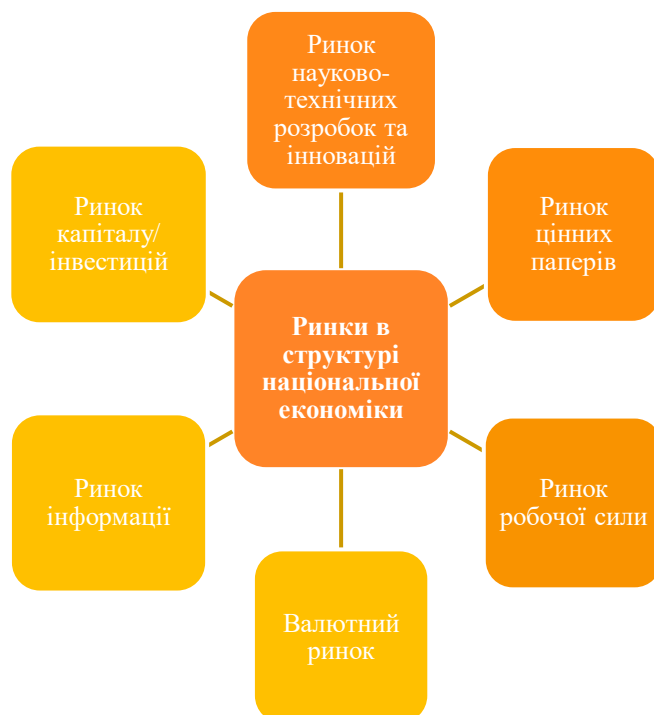 Ринок
науково-
технічних
розробок та
інновацій
Ринок
капіталу/
інвестицій
Ринок
цінних
паперів
Ринки в
структурі
національної
економіки
Ринок
інформації
Ринок
робочої сили
Валютний
ринок